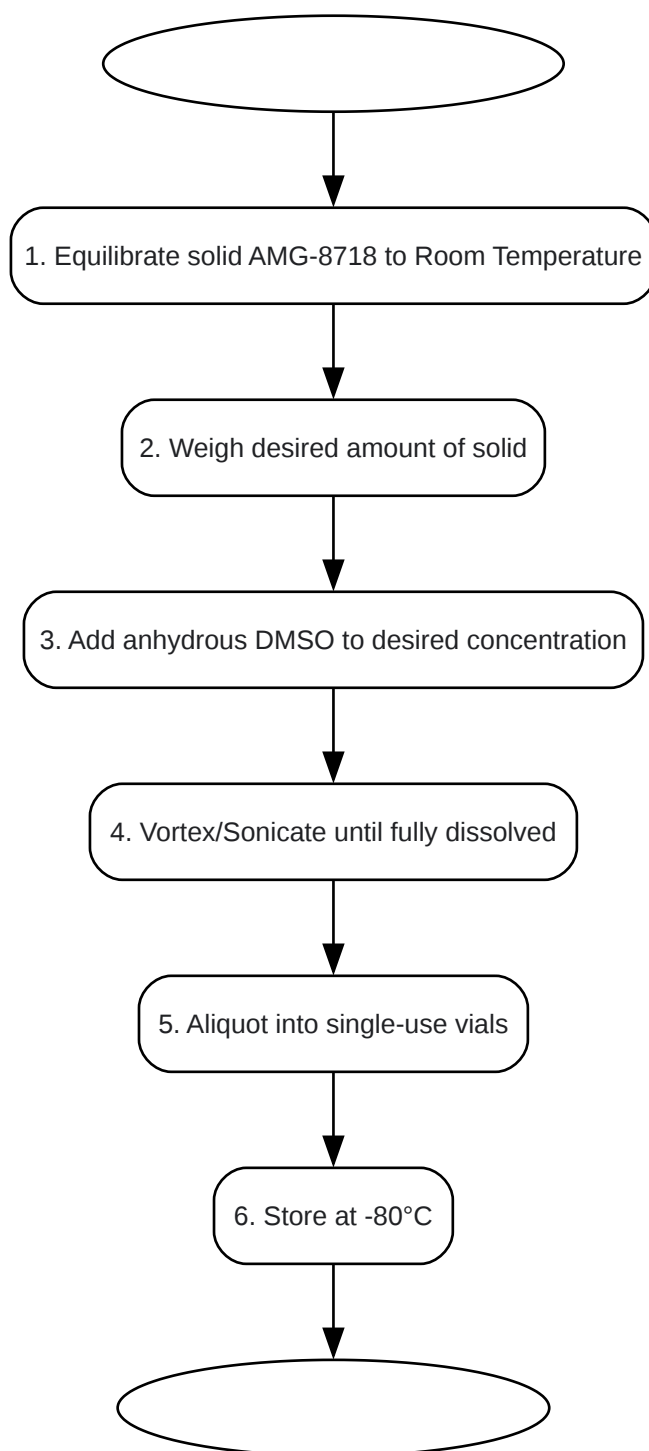 1. Equilibrate solid AMG-8718 to Room Temperature
2. Weigh desired amount of solid
3. Add anhydrous DMSO to desired concentration
4. Vortex/Sonicate until fully dissolved
5. Aliquot into single-use vials
6. Store at -80°C